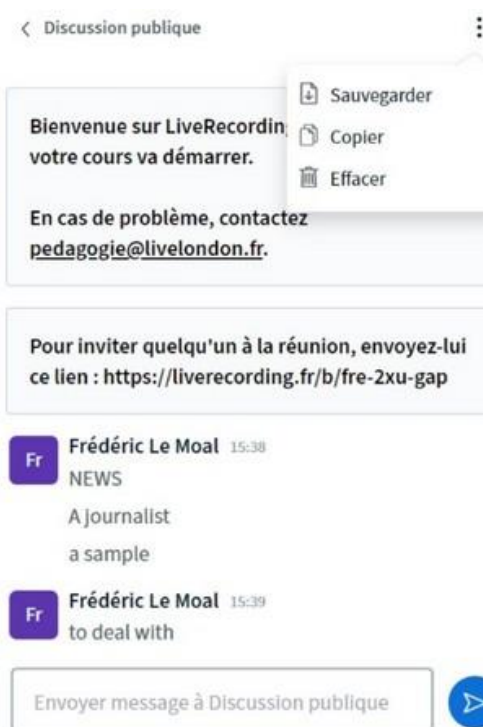 Discussion publique
Sauvegarder
Copier
Effacer
Bienvenue sur LiveRecordin
votre cours va démarrer.
En cas de problème, contactez
pedagogie@livelondon.fr.
Pour inviter quelqu'un à la réunion, envoyez-lui
ce lien : https://liverecording.fr/b/fre-2xu-gap
Fr
Frédéric Le Moal 15:38
NEWS
A journalist
a sample
Fr
Frédéric Le Moal 15:39
to deal with
Envoyer message à Discussion publique